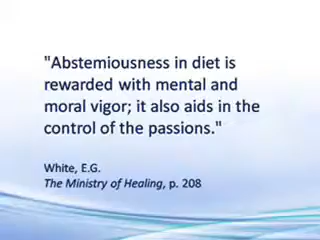 "Abstemiousness in diet is
rewarded with mental and
moral vigor; it also aids in the
control of the passions."
White, E.G.
The Ministry of Healing, p. 208